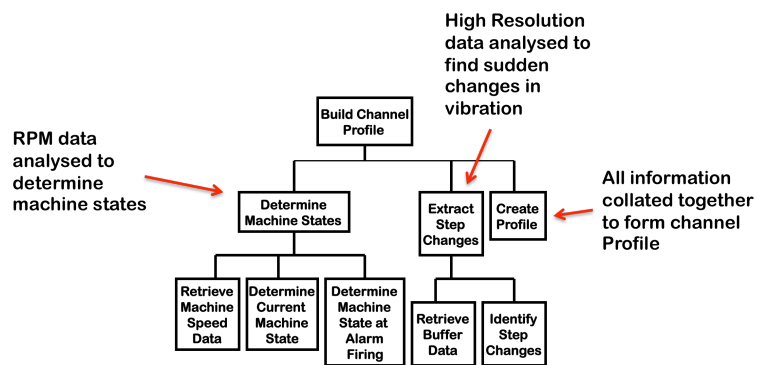 High Resolution
data analysed to
find sudden
changes in
vibration
Build Channel
Profile
RPM data
analysed to
determine
machine states
All information
collated together
to form channel
Profile
Determine
Machine States
Extract
Step
Changes
Create
Profile
Retrieve
Machine
Speed
Data
Determine
Current
Machine
State
Determine
Machine
State at
Alarm
Firing
Retrieve
Buffer
Data
Identify
Step
Changes